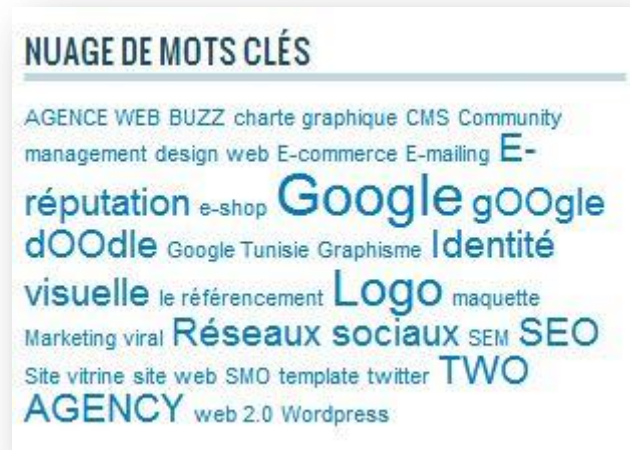 NUAGE DE MOTS CLÉS
AGENCE WEB BUZZ charte graphique CMS Community
management design web E-commerce E-mailing E-
réputation e-shop Google gOOgle
dOOdle Google Tunisie Graphisme Identité
visuelle le référencement Logo maquette
Marketing viral Réseaux sociaux SEM SEO
Site vitrine site web SMO template twitter TWO
AGENCY web 2.0 Wordpress